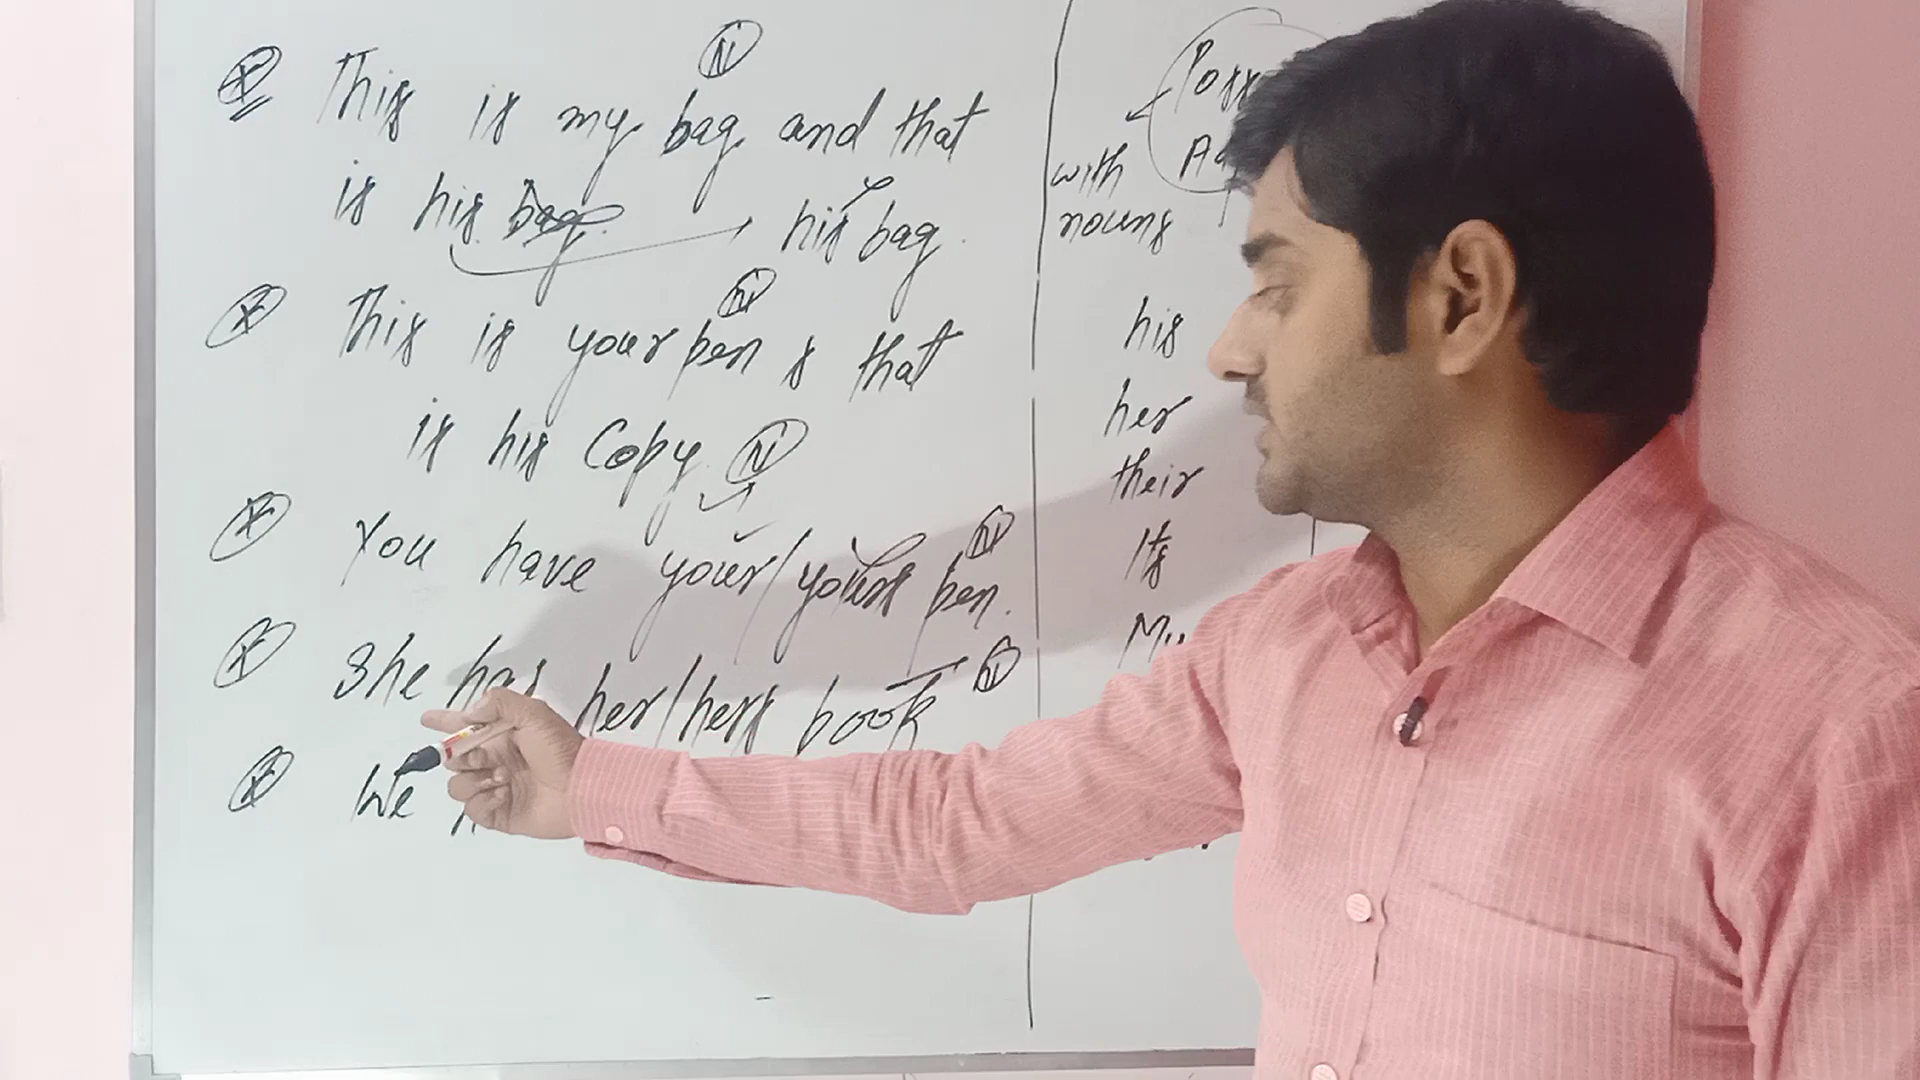 N
This is my bag and that
is his bag. his bag.
N
This is your pen & that
is his Copy. N
You have your/yours pen. N
She has her/hers book N
We
with
nouns
his
her
their
Its